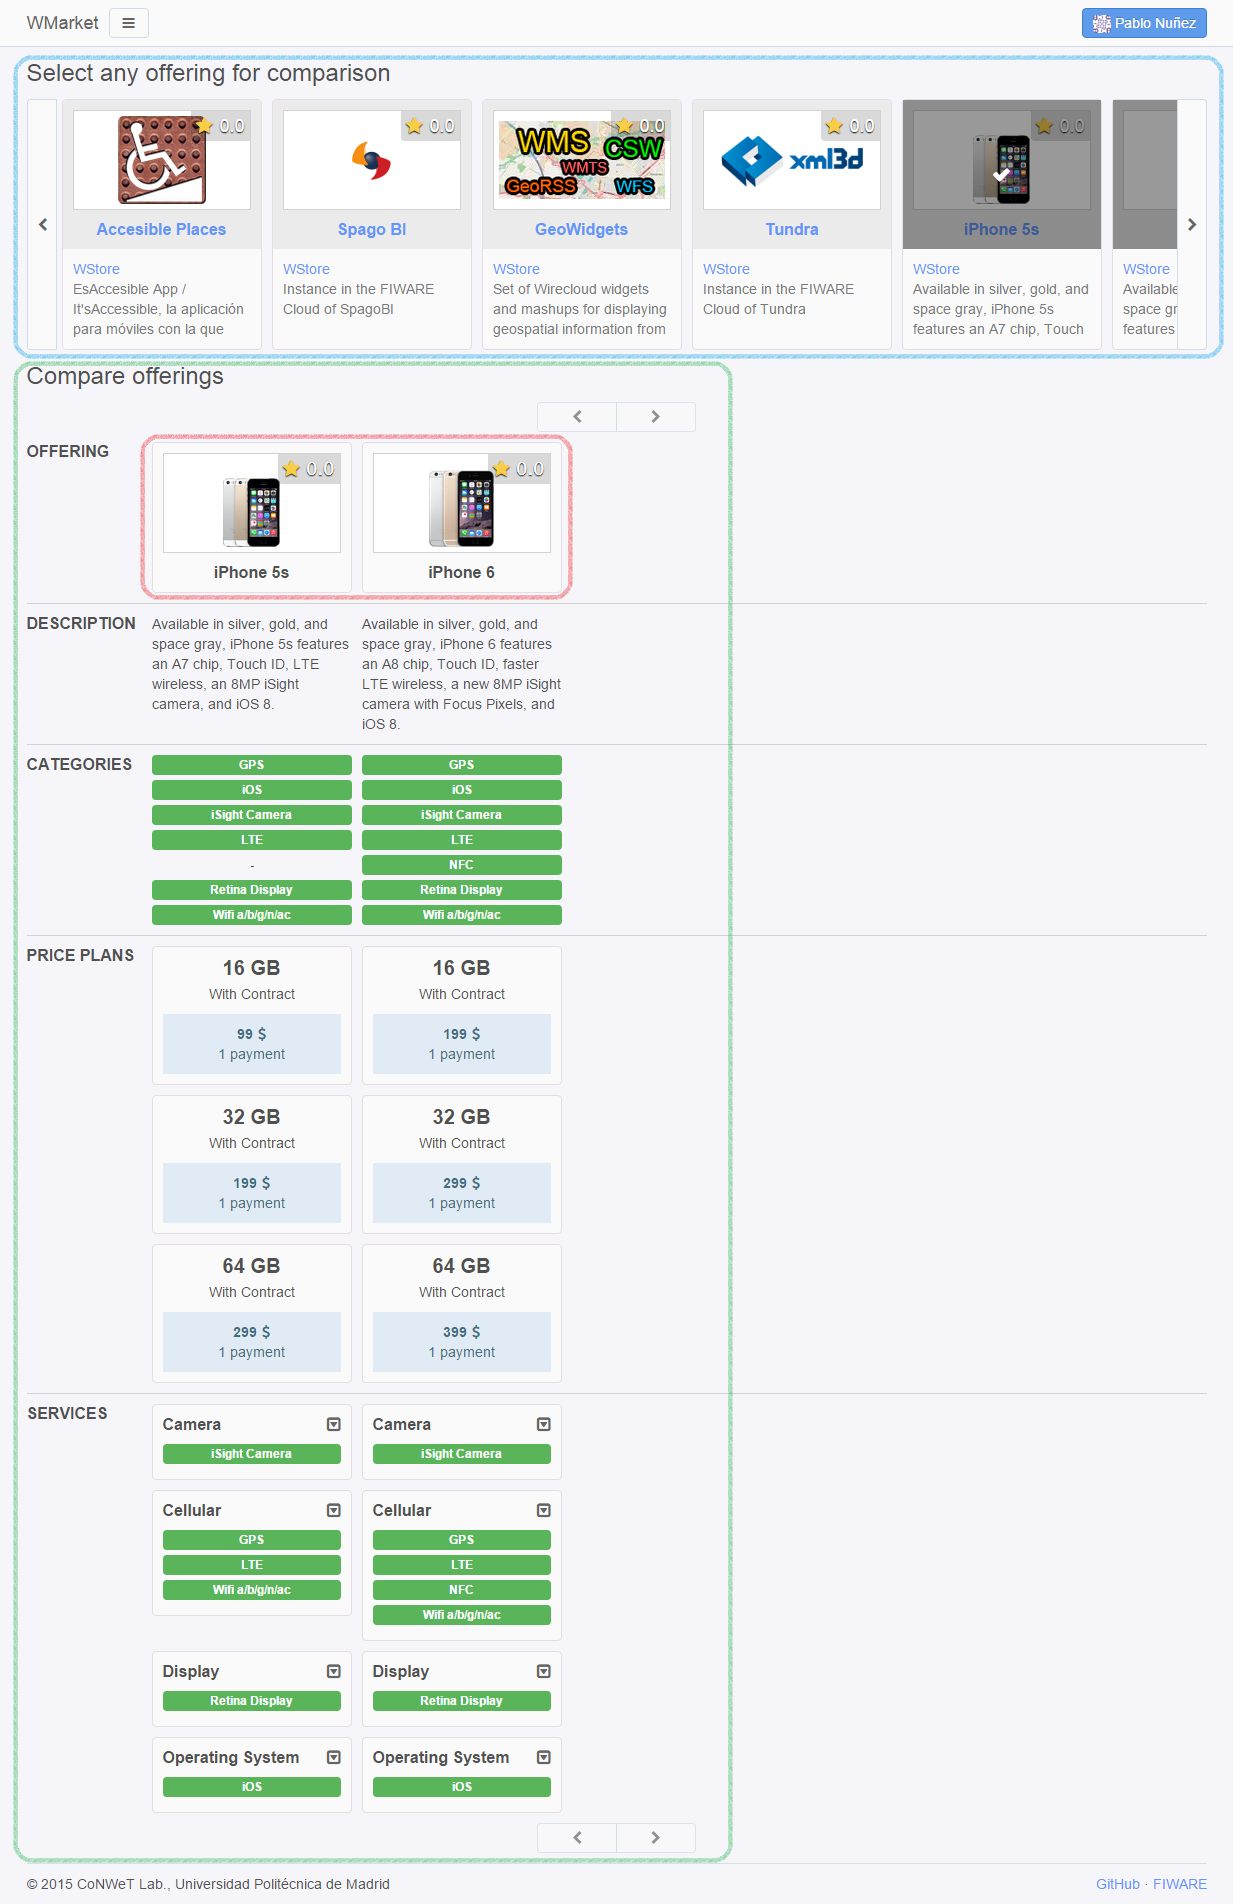 WMarket
Pablo Nuñez
Select any offering for comparison
0.0
0.0
WMS
CSW
WMTS
GeoRSS
WFS
0.0
xml3d
0.0
0.0
Accesible Places
Spago BI
GeoWidgets
Tundra
iPhone 5s
WStore
EsAccesible App /
It'sAccessible, la aplicación
para móviles con la que
WStore
Instance in the FIWARE
Cloud of SpagoBI
WStore
Set of Wirecloud widgets
and mashups for displaying
geospatial information from
WStore
Instance in the FIWARE
Cloud of Tundra
WStore
Available in silver, gold, and
space gray, iPhone 5s
features an A7 chip, Touch
WStore
Available
space gr
features
Compare offerings
OFFERING
0.0
iPhone 5s
0.0
iPhone 6
DESCRIPTION
Available in silver, gold, and
space gray, iPhone 5s features
an A7 chip, Touch ID, LTE
wireless, an 8MP iSight
camera, and iOS 8.
Available in silver, gold, and
space gray, iPhone 6 features
an A8 chip, Touch ID, faster
LTE wireless, a new 8MP iSight
camera with Focus Pixels, and
iOS 8.
CATEGORIES
GPS
iOS
iSight Camera
LTE
-
Retina Display
Wifi a/b/g/n/ac
GPS
iOS
iSight Camera
LTE
NFC
Retina Display
Wifi a/b/g/n/ac
PRICE PLANS
16 GB
With Contract
99 $
1 payment
16 GB
With Contract
199 $
1 payment
32 GB
With Contract
199 $
1 payment
32 GB
With Contract
299 $
1 payment
64 GB
With Contract
299 $
1 payment
64 GB
With Contract
399 $
1 payment
SERVICES
Camera
iSight Camera
Camera
iSight Camera
Cellular
GPS
LTE
Wifi a/b/g/n/ac
Cellular
GPS
LTE
NFC
Wifi a/b/g/n/ac
Display
Retina Display
Display
Retina Display
Operating System
iOS
Operating System
iOS
© 2015 CoNWeT Lab., Universidad Politécnica de Madrid
GitHub · FIWARE